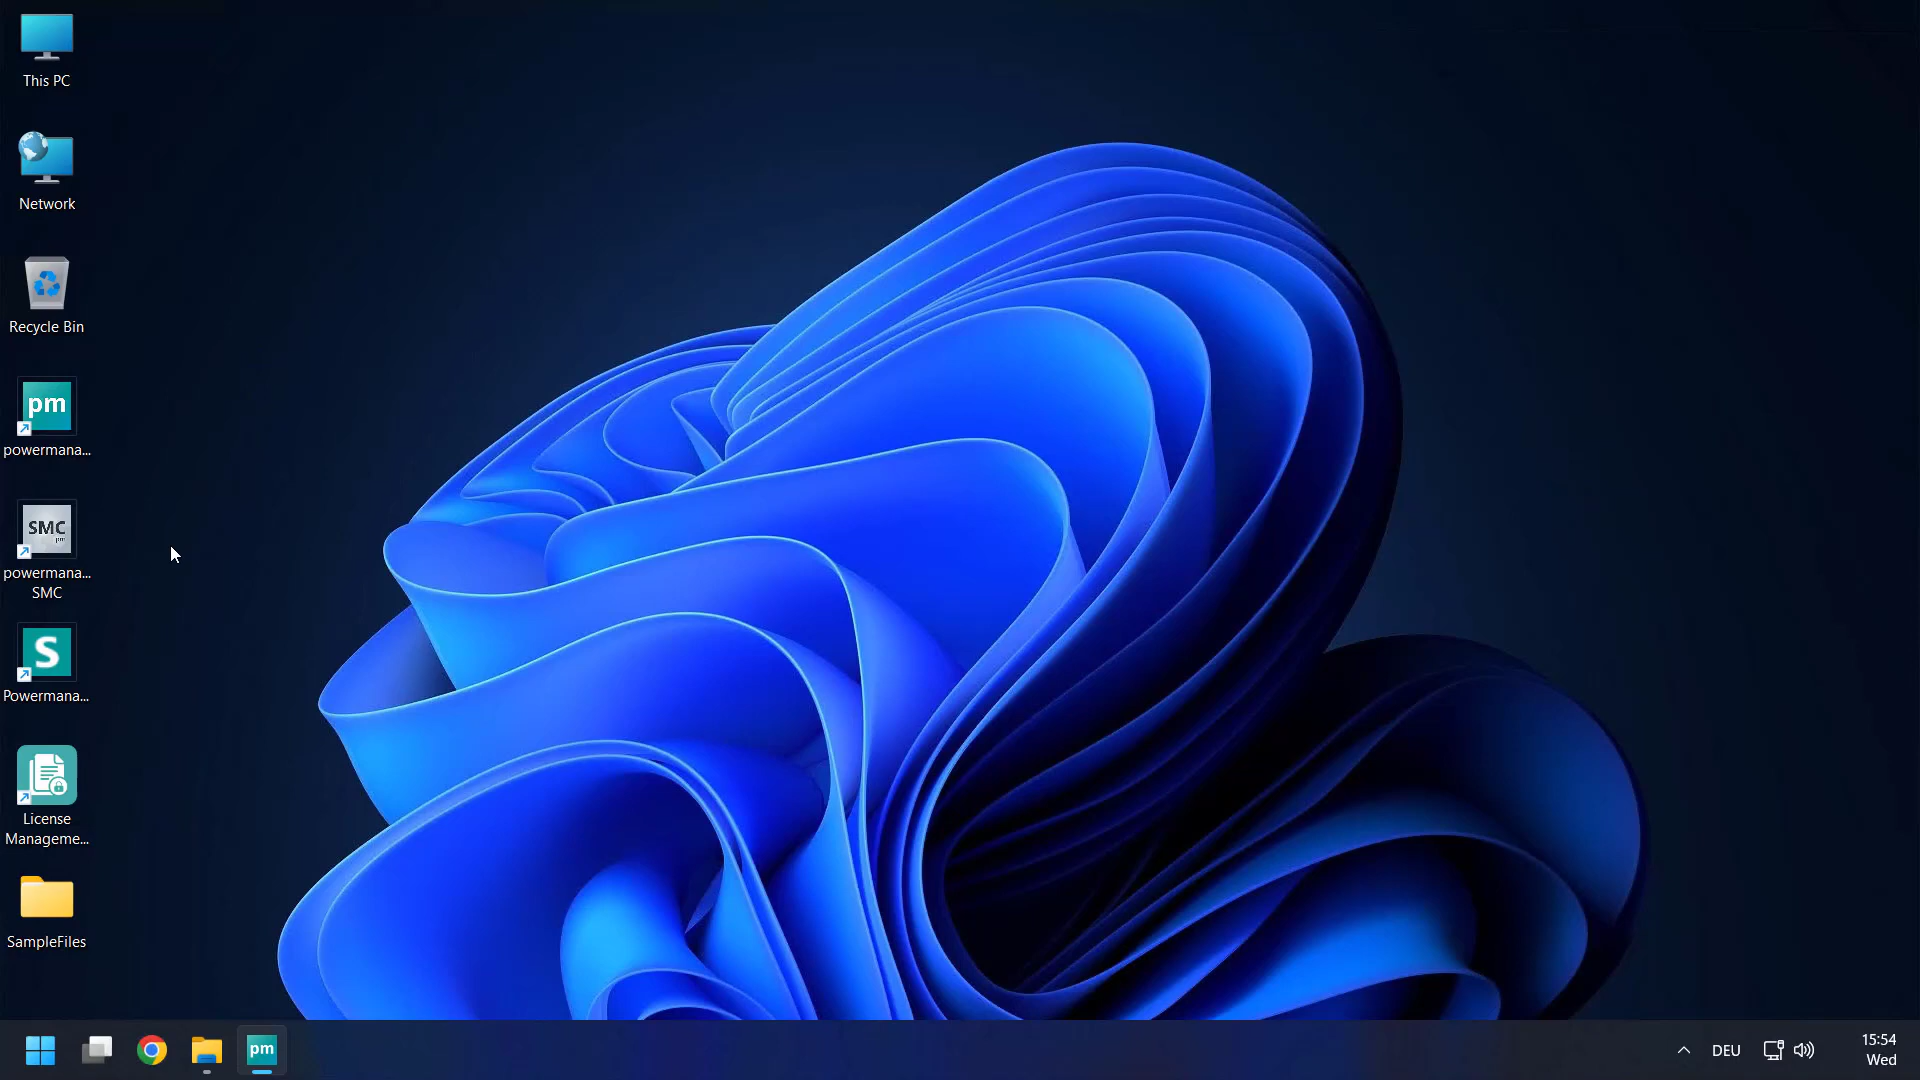 This PC
Network
Recycle Bin
pm
powermana...
SMC
pm
powermana...
SMC
S
Powermana...
License
Manageme...
SampleFiles
pm
DEU
15:54
Wed